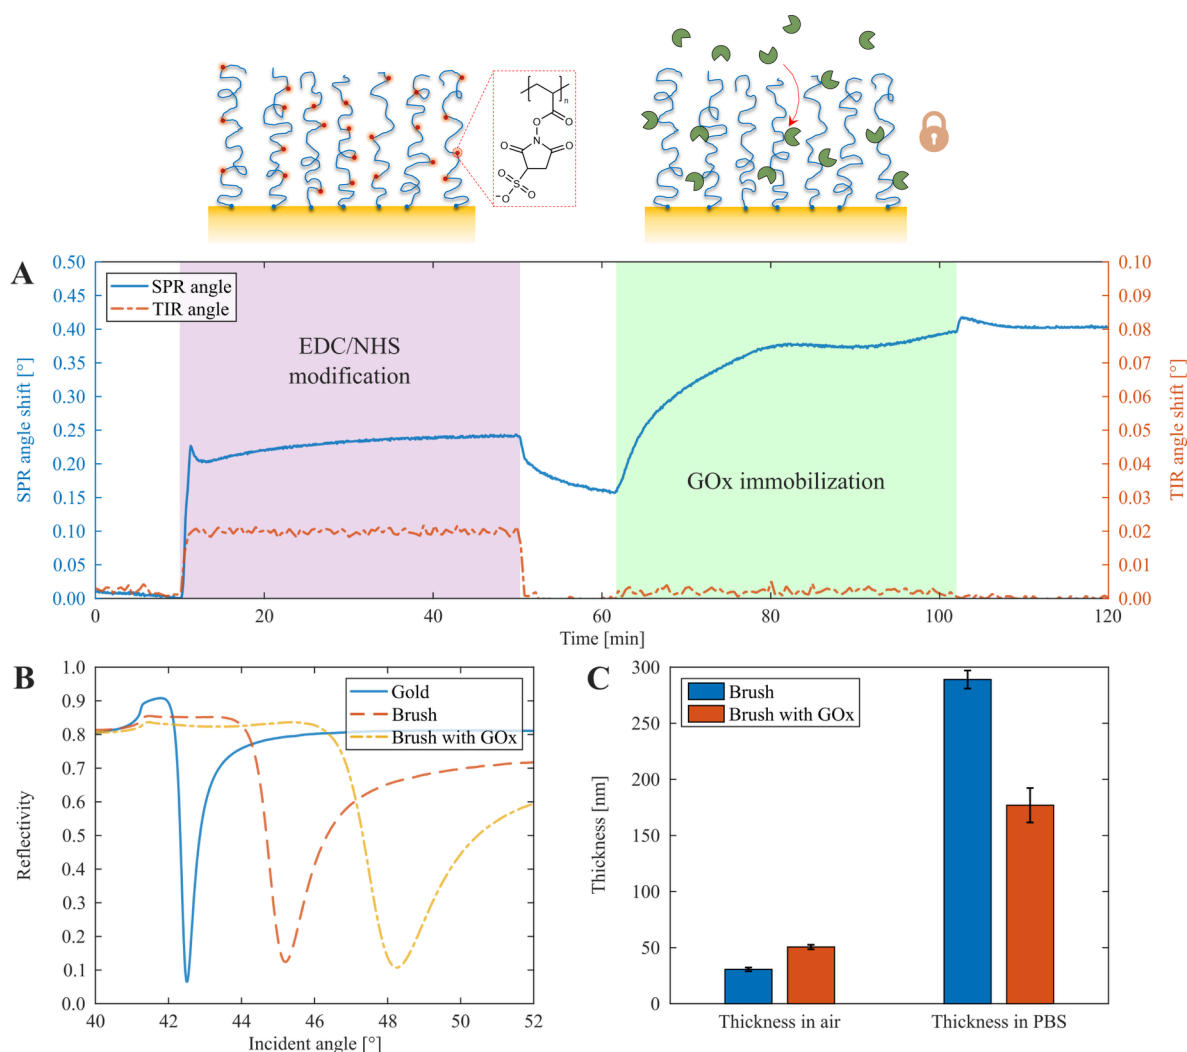 n
O
O
N
O
O
O
S
O
O
-O
A
SPR angle
TIR angle
EDC/NHS
modification
GOx immobilization
SPR angle shift [°]
0.50
0.45
0.40
0.35
0.30
0.25
0.20
0.15
0.10
0.05
0.00
TIR angle shift [°]
0.10
0.09
0.08
0.07
0.06
0.05
0.04
0.03
0.02
0.01
0.00
0 20 40 60 80 100 120
Time [min]
B
Gold
Brush
Brush with GOx
Reflectivity
1.0
0.9
0.8
0.7
0.6
0.5
0.4
0.3
0.2
0.1
0.0
40 42 44 46 48 50 52
Incident angle [°]
C
Brush
Brush with GOx
Thickness [nm]
300
250
200
150
100
50
0
Thickness in air Thickness in PBS